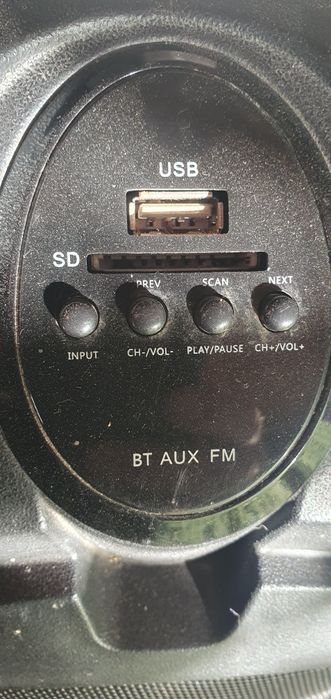 USB
SD
PREV SCAN NEXT
INPUT CH-/VOL- PLAY/PAUSE CH+/VOL+
BT AUX FM